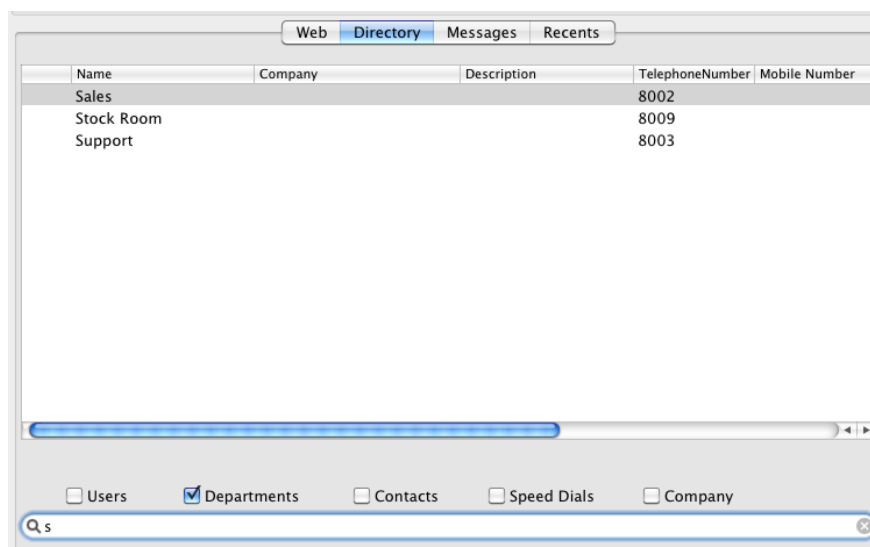 Web Directory Messages Recents
Name Company Description TelephoneNumber Mobile Number
Sales 8002
Stock Room 8009
Support 8003
Users Departments Contacts Speed Dials Company
s